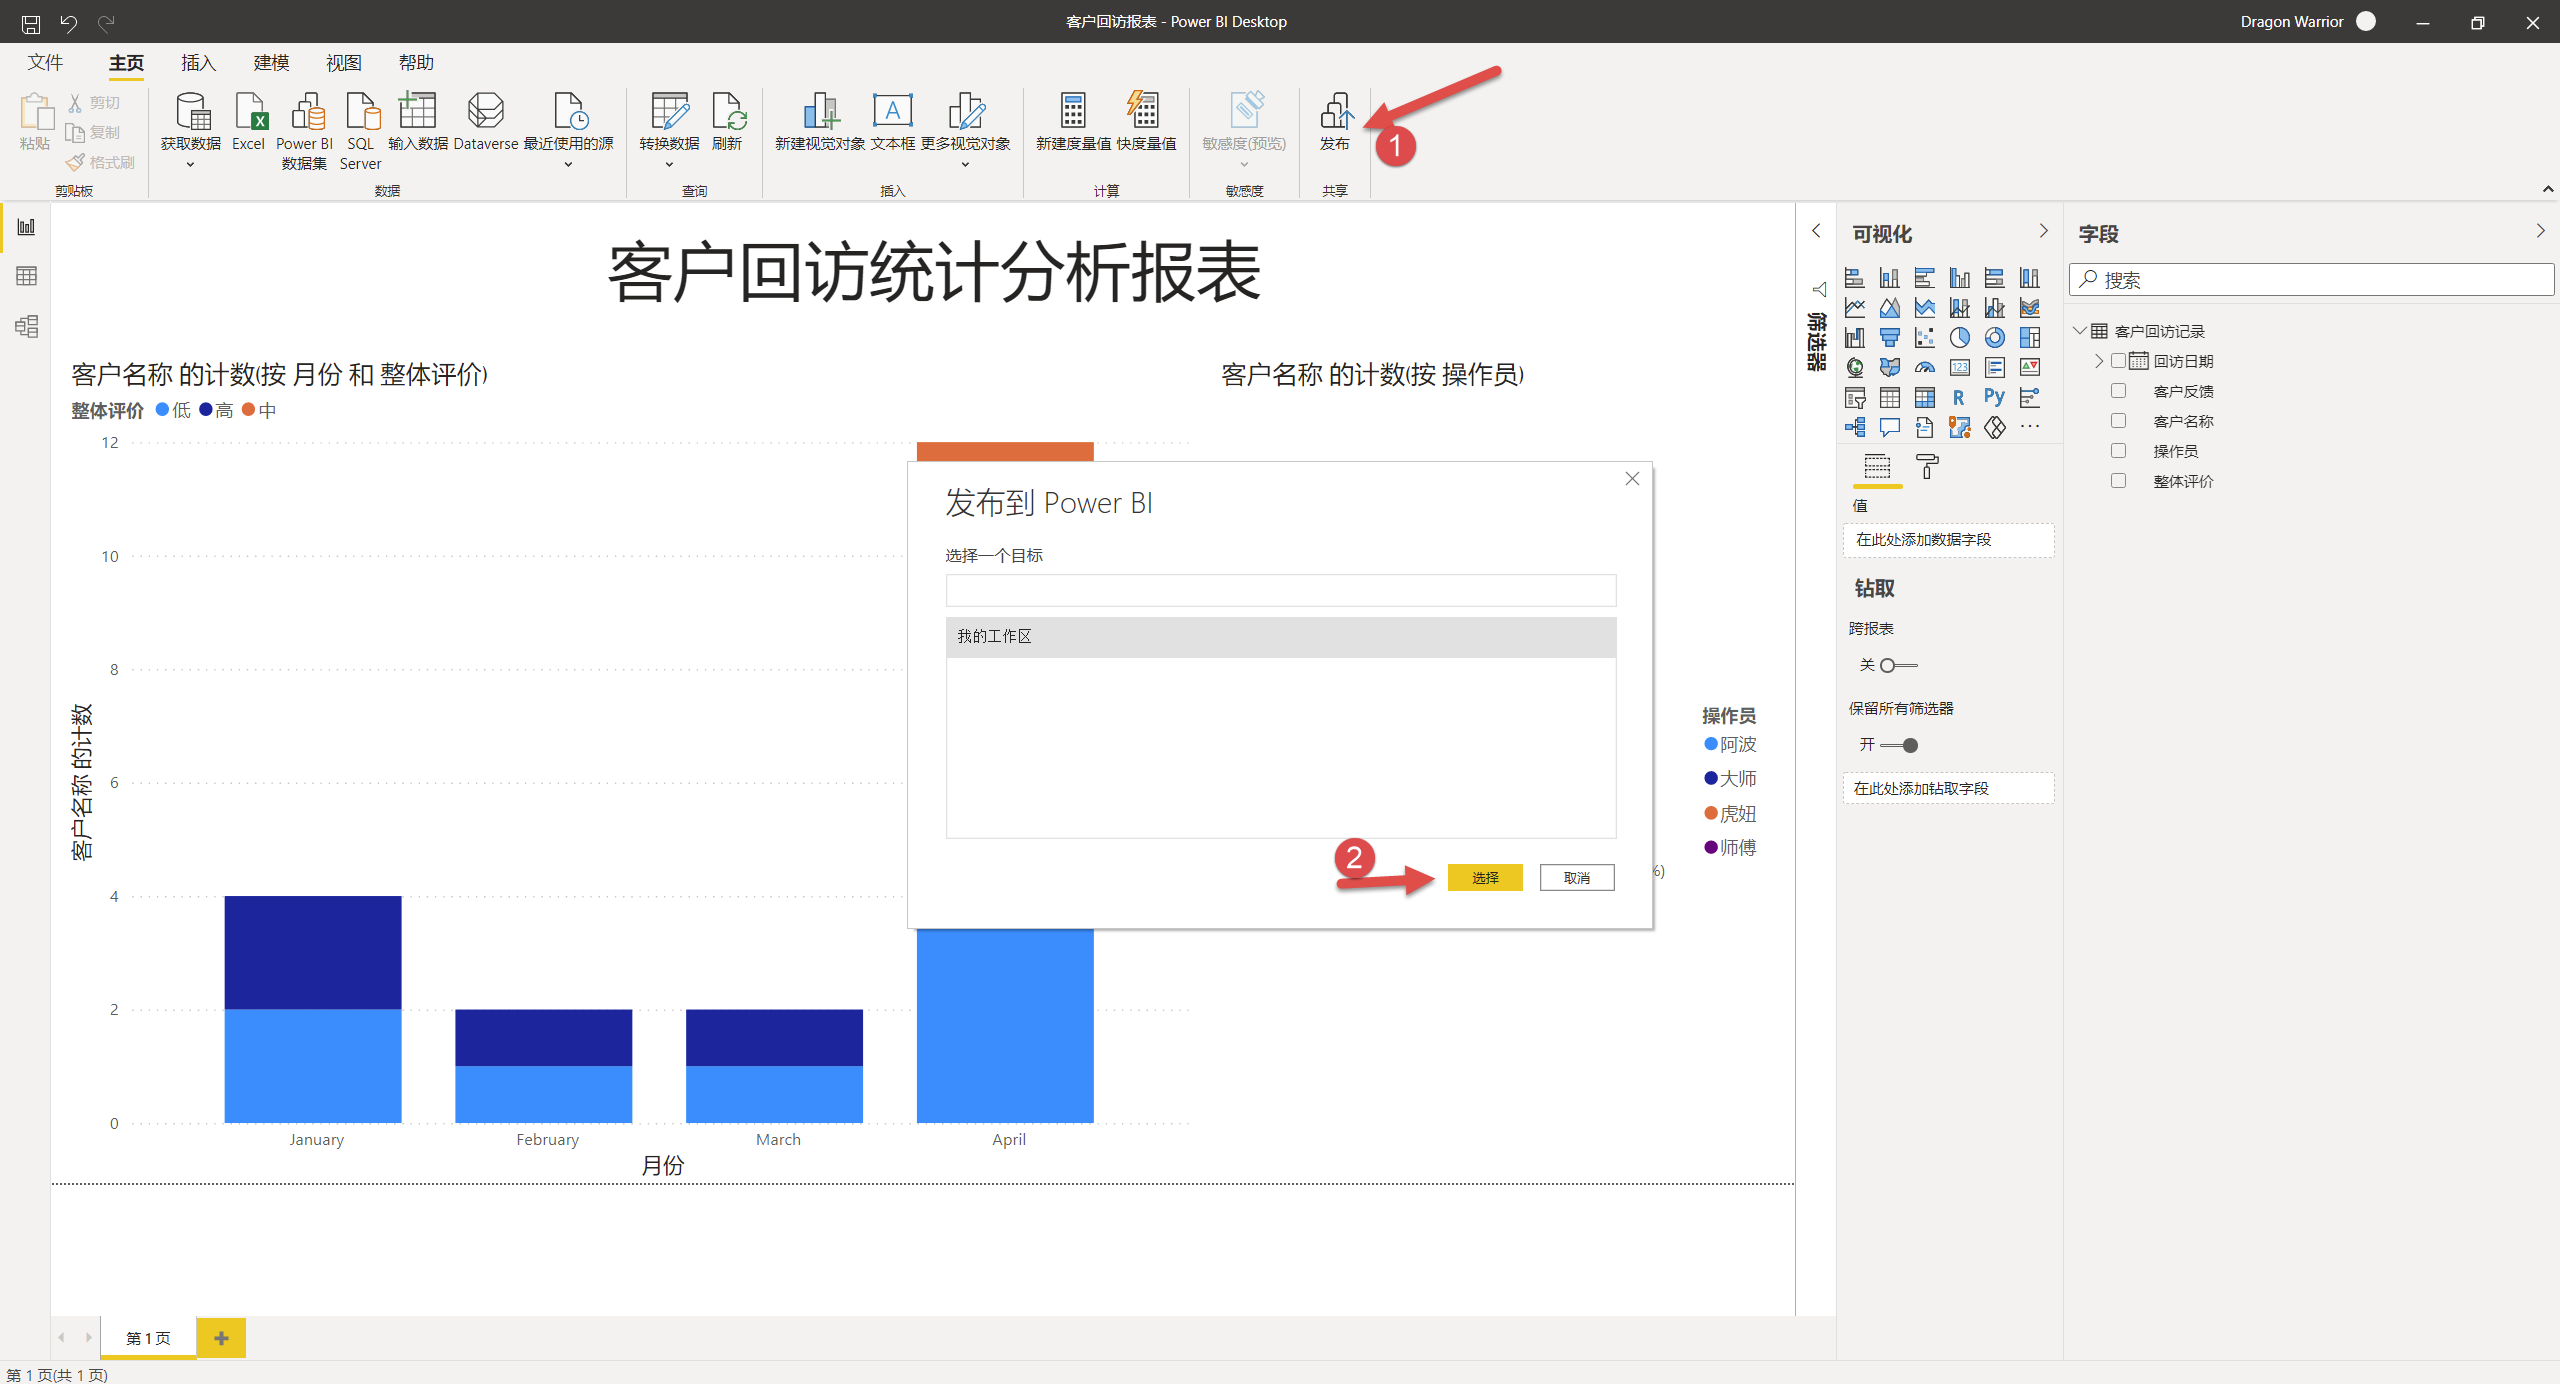 客户回访报表 - Power BI Desktop
Dragon Warrior
文件 主页 插入 建模 视图 帮助
粘贴
剪切
复制
格式刷
剪贴板
获取数据
Excel
Power BI
数据集
SQL
Server
输入数据
Dataverse
最近使用的源
数据
转换数据
刷新
查询
新建视觉对象
文本框
更多视觉对象
插入
新建度量值
快度量值
计算
敏感度(预览)
敏感度
发布
共享
1
客户回访统计分析报表
客户名称 的计数(按 月份 和 整体评价)
整体评价 低 高 中
12
10
8
6
4
2
0
客户名称 的计数
January
February
March
April
月份
客户名称 的计数(按 操作员)
操作员
阿波
大师
虎妞
师傅
%)
发布到 Power BI
选择一个目标
我的工作区
2
选择
取消
筛选器
可视化
123
R
Py
值
在此处添加数据字段
钻取
跨报表
关
保留所有筛选器
开
在此处添加钻取字段
字段
搜索
客户回访记录
回访日期
客户反馈
客户名称
操作员
整体评价
第 1 页
第 1 页(共 1 页)